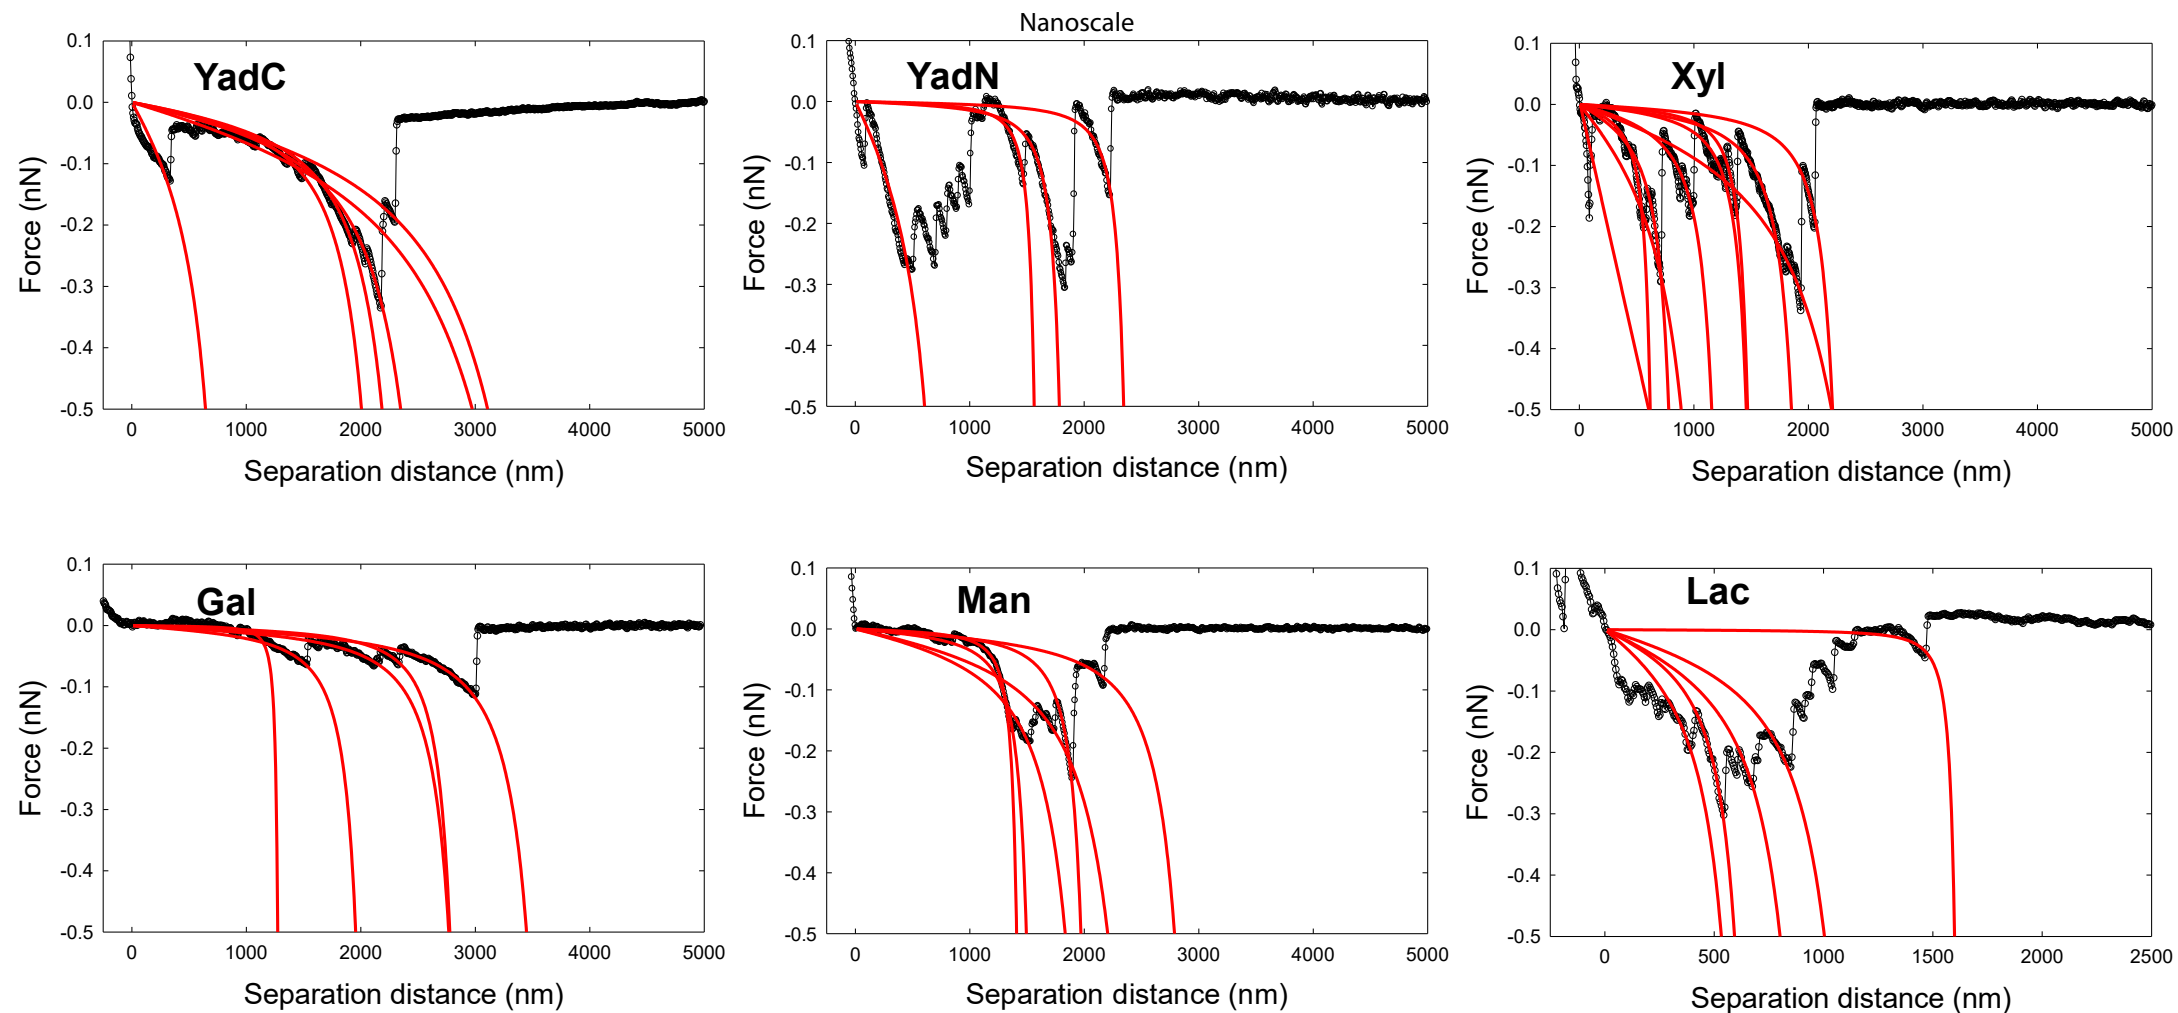 Nanoscale
YadC
0.1
0.0
-0.1
-0.2
-0.3
-0.4
-0.5
Force (nN)
0 1000 2000 3000 4000 5000
Separation distance (nm)
YadN
0.1
0.0
-0.1
-0.2
-0.3
-0.4
-0.5
Force (nN)
0 1000 2000 3000 4000 5000
Separation distance (nm)
Xyl
0.1
0.0
-0.1
-0.2
-0.3
-0.4
-0.5
Force (nN)
0 1000 2000 3000 4000 5000
Separation distance (nm)
Gal
0.1
0.0
-0.1
-0.2
-0.3
-0.4
-0.5
Force (nN)
0 1000 2000 3000 4000 5000
Separation distance (nm)
Man
0.1
0.0
-0.1
-0.2
-0.3
-0.4
-0.5
Force (nN)
0 1000 2000 3000 4000 5000
Separation distance (nm)
Lac
0.1
0.0
-0.1
-0.2
-0.3
-0.4
-0.5
Force (nN)
0 500 1000 1500 2000 2500
Separation distance (nm)